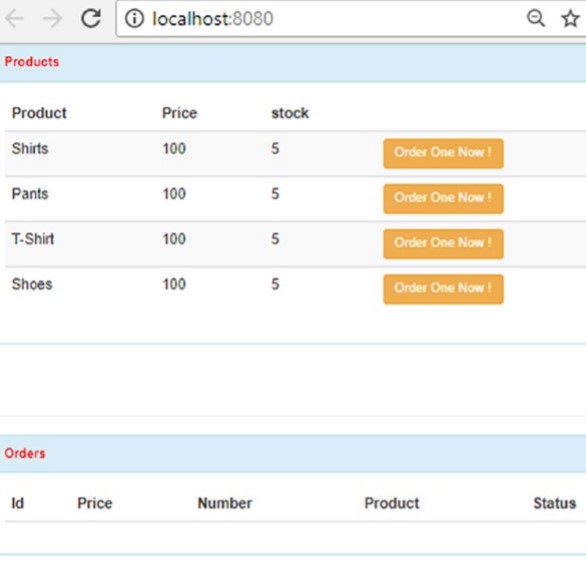 localhost:8080
Products
Product Price stock
Shirts 100 5 Order One Now !
Pants 100 5 Order One Now !
T-Shirt 100 5 Order One Now !
Shoes 100 5 Order One Now !
Orders
Id Price Number Product Status